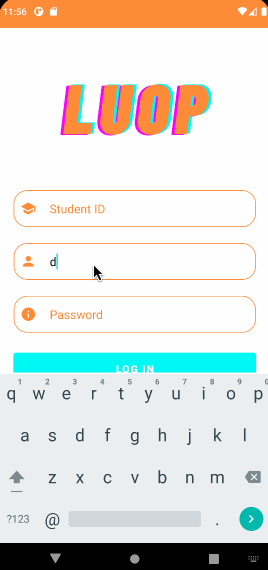 11:56
LUOP
Student ID
d
Password
LOG IN
1 2 3 4 5 6 7 8 9 0
q w e r t y u i o p
a s d f g h j k l
z x c v b n m
?123 @ .